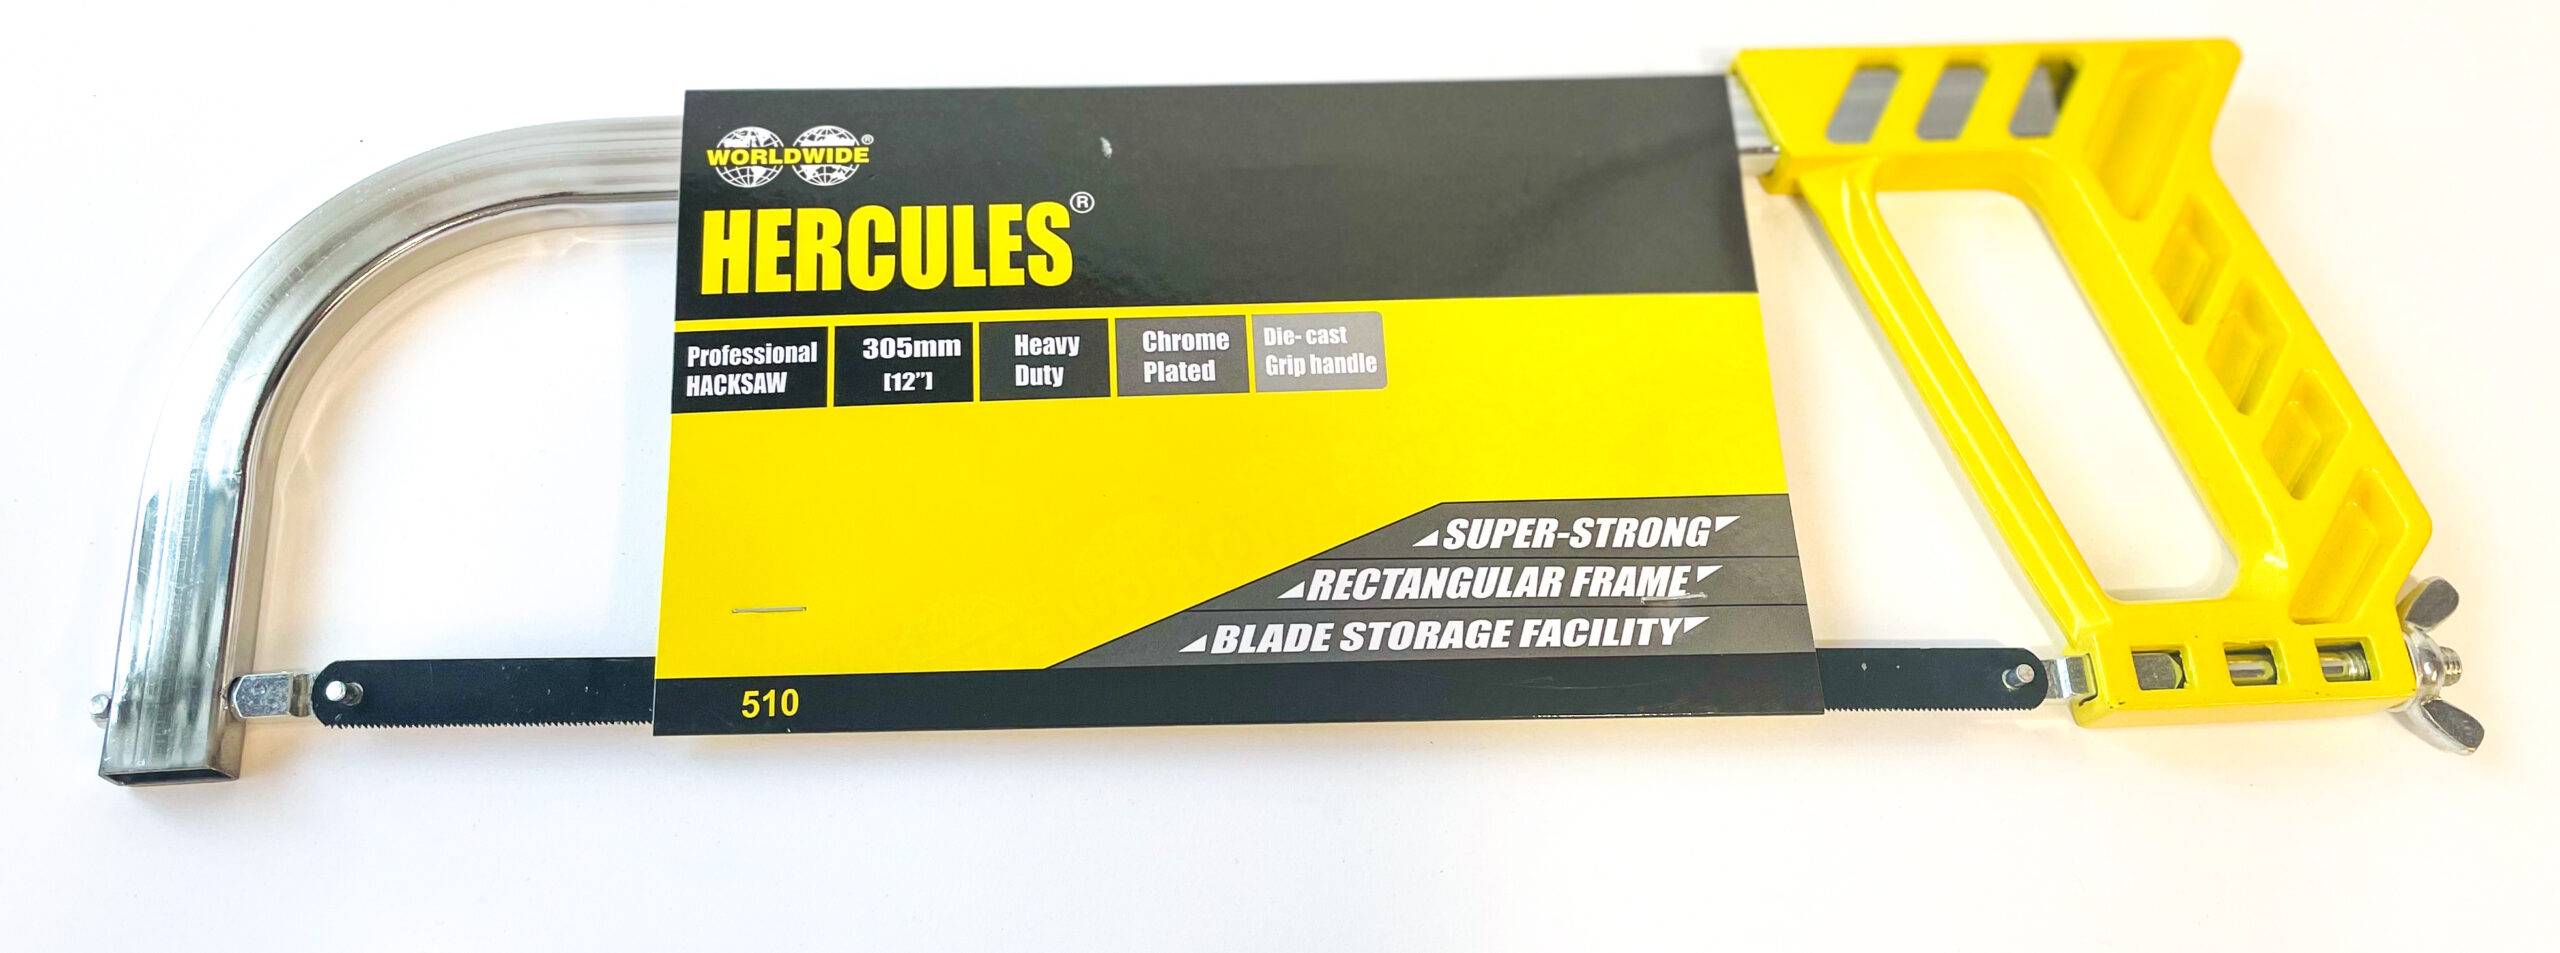 WORLDWIDE®
HERCULES®
Professional
HACKSAW
305mm
[12”]
Heavy
Duty
Chrome
Plated
Die- cast
Grip handle
SUPER-STRONG
RECTANGULAR FRAME
BLADE STORAGE FACILITY
510